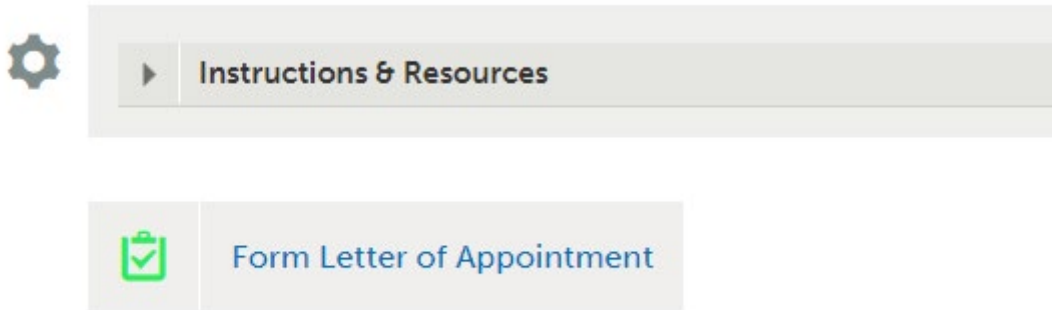 Instructions & Resources
Form Letter of Appointment